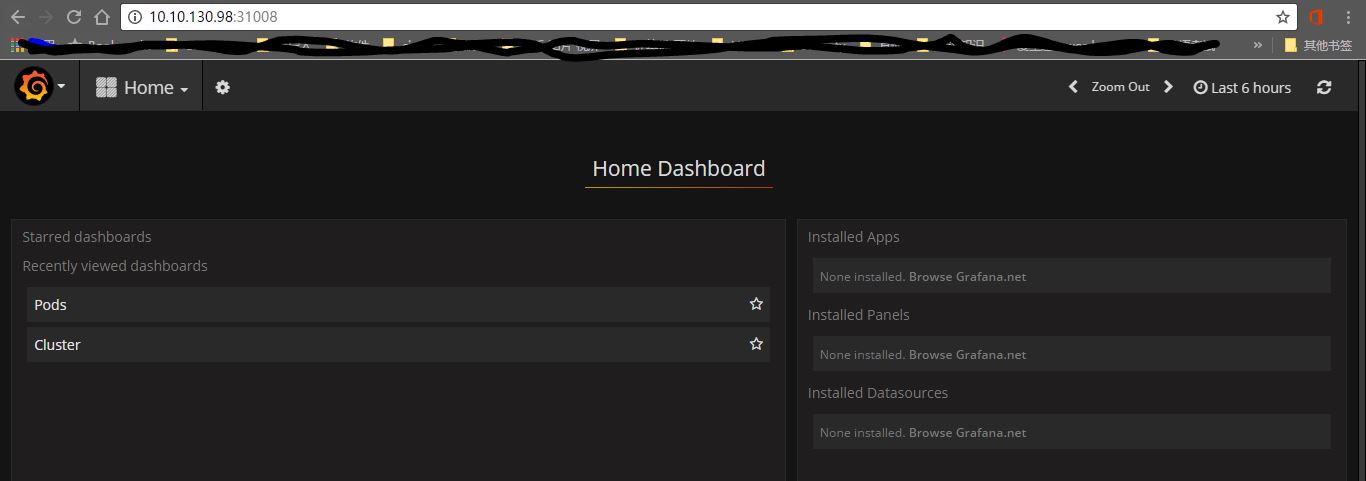 10.10.130.98:31008
其他书签
Home
Zoom Out
Last 6 hours
Home Dashboard
Starred dashboards
Recently viewed dashboards
Pods
Cluster
Installed Apps
None installed. Browse Grafana.net
Installed Panels
None installed. Browse Grafana.net
Installed Datasources
None installed. Browse Grafana.net